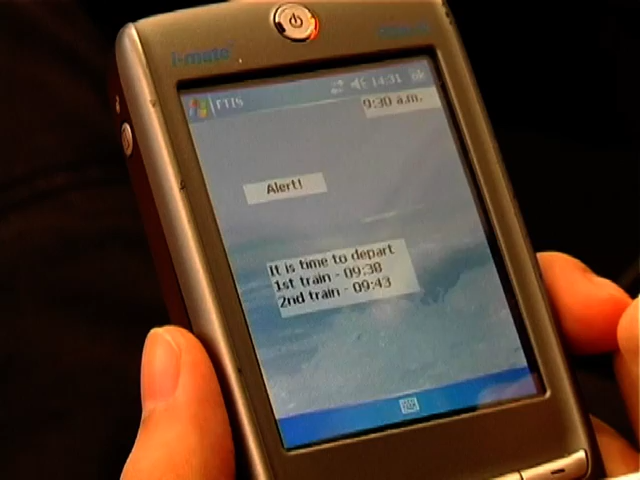 i-mate
FTIS 14:31 ok
9:30 a.m.
Alert!
It is time to depart
1st train - 09:38
2nd train - 09:43